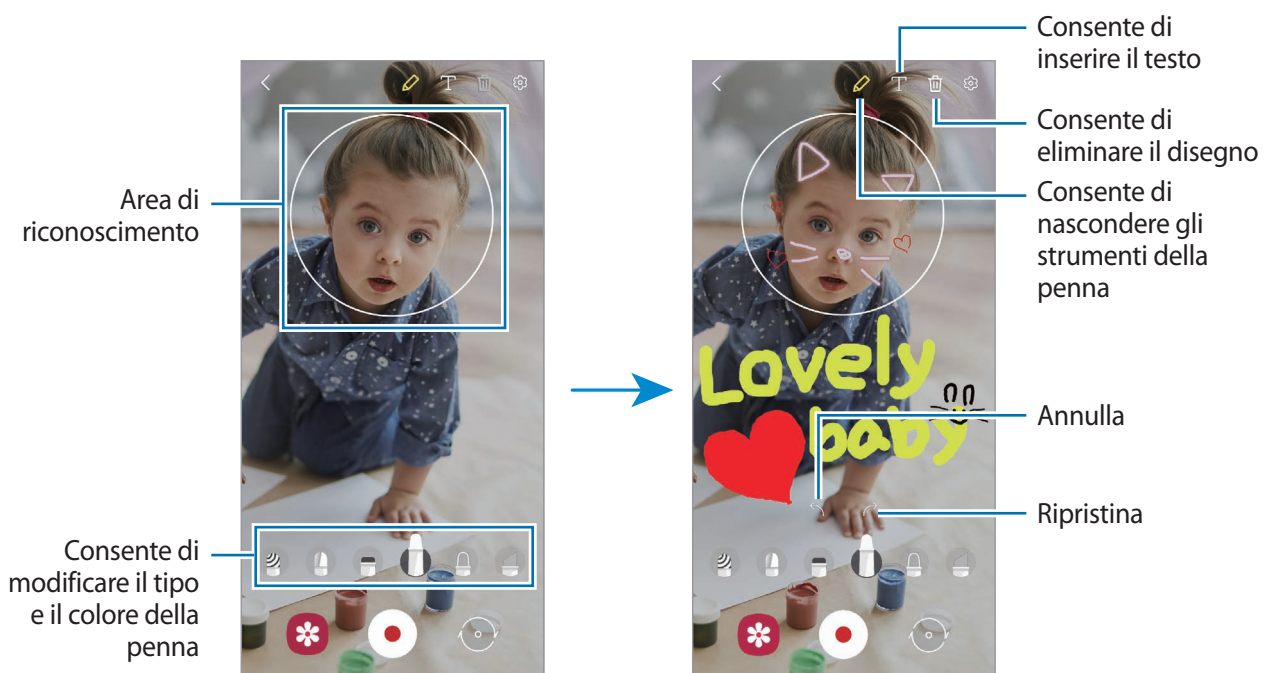 Consente di
inserire il testo
Consente di
eliminare il disegno
Consente di
nascondere gli
strumenti della
penna
Area di
riconoscimento
T
T
Lovely
baby
Annulla
Ripristina
Consente di
modificare il tipo
e il colore della
penna